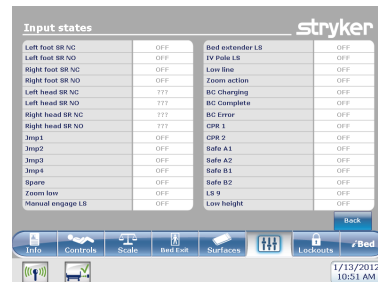 Input states
stryker
Left foot SR NC OFF
Left foot SR NO OFF
Right foot SR NC OFF
Right foot SR NO OFF
Left head SR NC ???
Left head SR NO ???
Right head SR NC ???
Right head SR NO ???
Jmp1 OFF
Jmp2 OFF
Jmp3 OFF
Jmp4 OFF
Spare OFF
Zoom low OFF
Manual engage LS OFF
Bed extender LS OFF
IV Pole LS OFF
Low line OFF
Zoom action OFF
BC Charging OFF
BC Complete OFF
BC Error OFF
CPR 1 OFF
CPR 2 OFF
Safe A1 OFF
Safe A2 OFF
Safe B1 OFF
Safe B2 OFF
LS 9 OFF
Low height OFF
Back
Info
Controls
Scale
Bed Exit
Surfaces
Lockouts
iBed
1/13/2012
10:51 AM